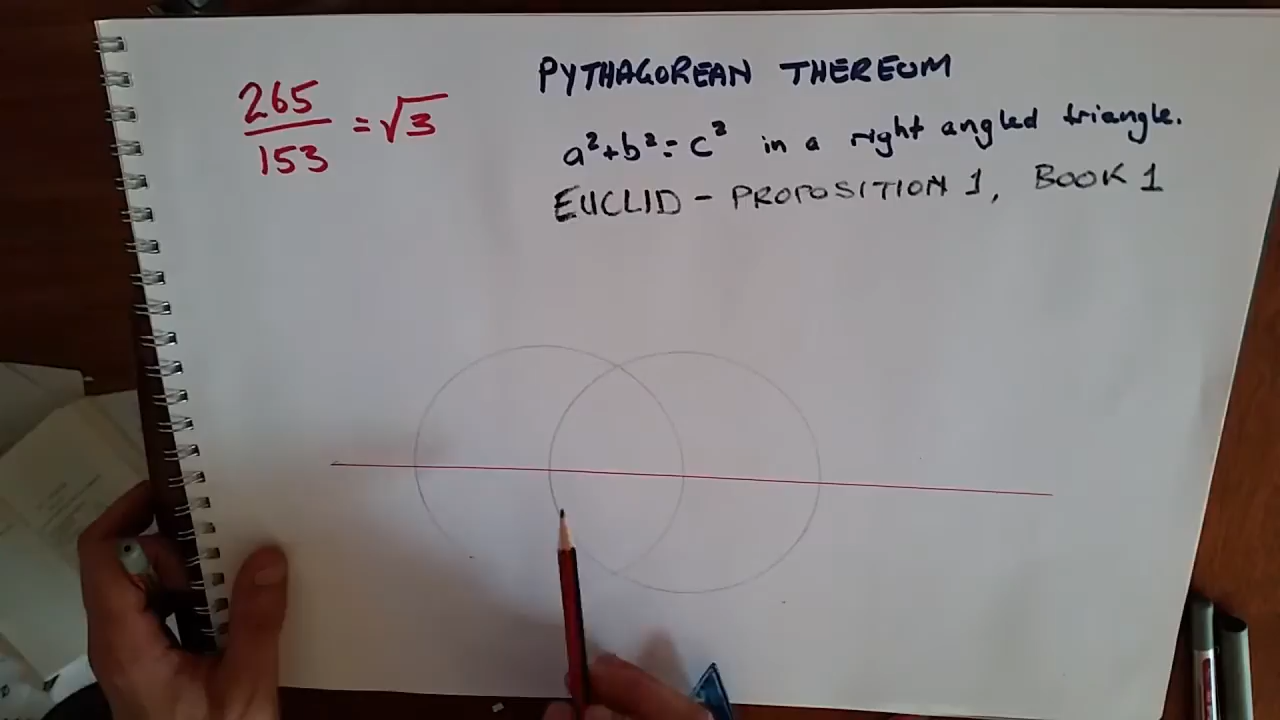 265/153 = √3
PYTHAGOREAN THEREUM
a²+b²=c² in a right angled triangle.
EUCLID - PROPOSITION 1, BOOK 1